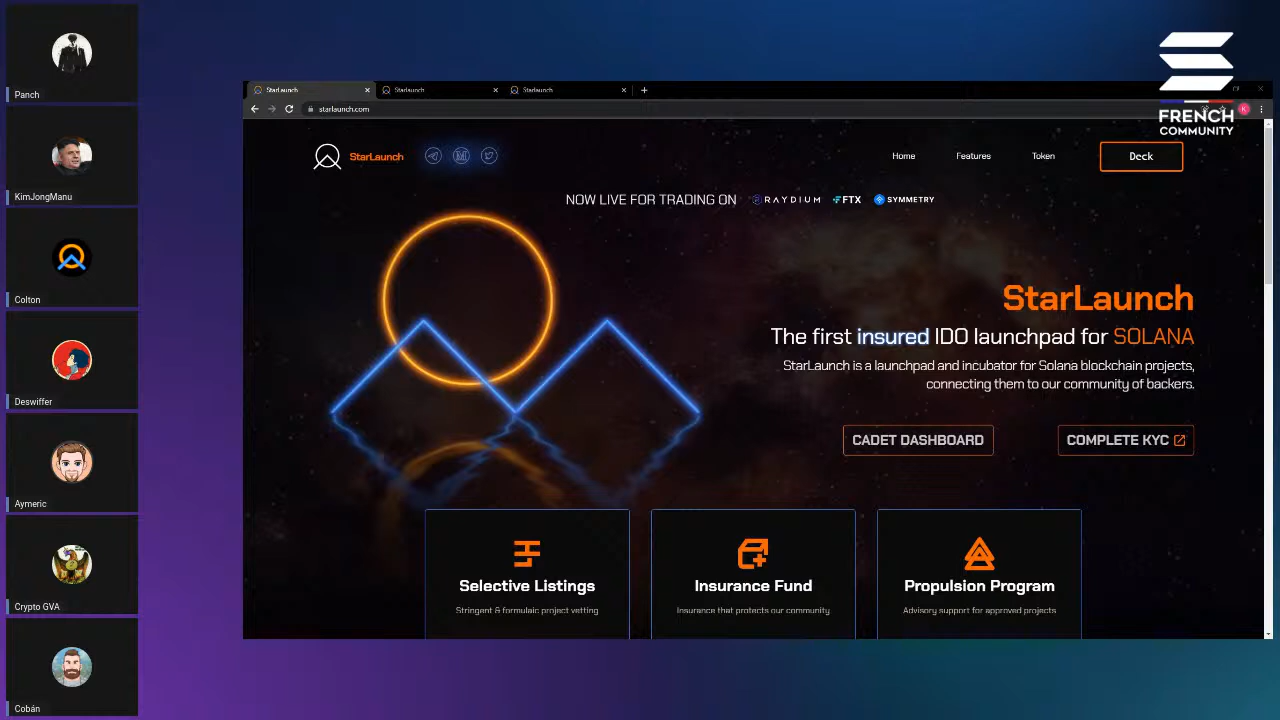 Panch
KimJongManu
Colton
Deswiffer
Aymeric
Crypto GVA
Cobán
FRENCH
COMMUNITY
StarLaunch
StarLaunch
StarLaunch
starlaunch.com
K
StarLaunch
M
Home
Features
Token
Deck
NOW LIVE FOR TRADING ON
RAYDIUM
FTX
SYMMETRY
StarLaunch
The first insured IDO launchpad for SOLANA
StarLaunch is a launchpad and incubator for Solana blockchain projects,
connecting them to our community of backers.
CADET DASHBOARD
COMPLETE KYC
Selective Listings
Stringent & formulaic project vetting
Insurance Fund
Insurance that protects our community
Propulsion Program
Advisory support for approved projects